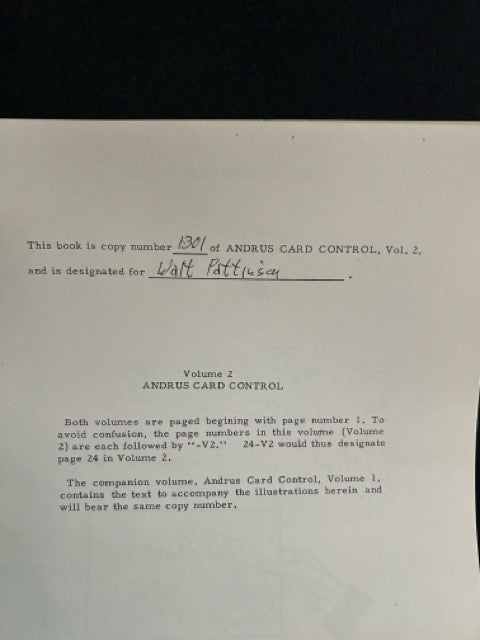 This book is copy number 1301 of ANDRUS CARD CONTROL, Vol. 2,
and is designated for Walt Pattison.
Volume 2
ANDRUS CARD CONTROL
Both volumes are paged begining with page number 1. To
avoid confusion, the page numbers in this volume (Volume
2) are each followed by "-V2." 24-V2 would thus designate
page 24 in Volume 2.
The companion volume, Andrus Card Control, Volume 1,
contains the text to accompany the illustrations herein and
will bear the same copy number.